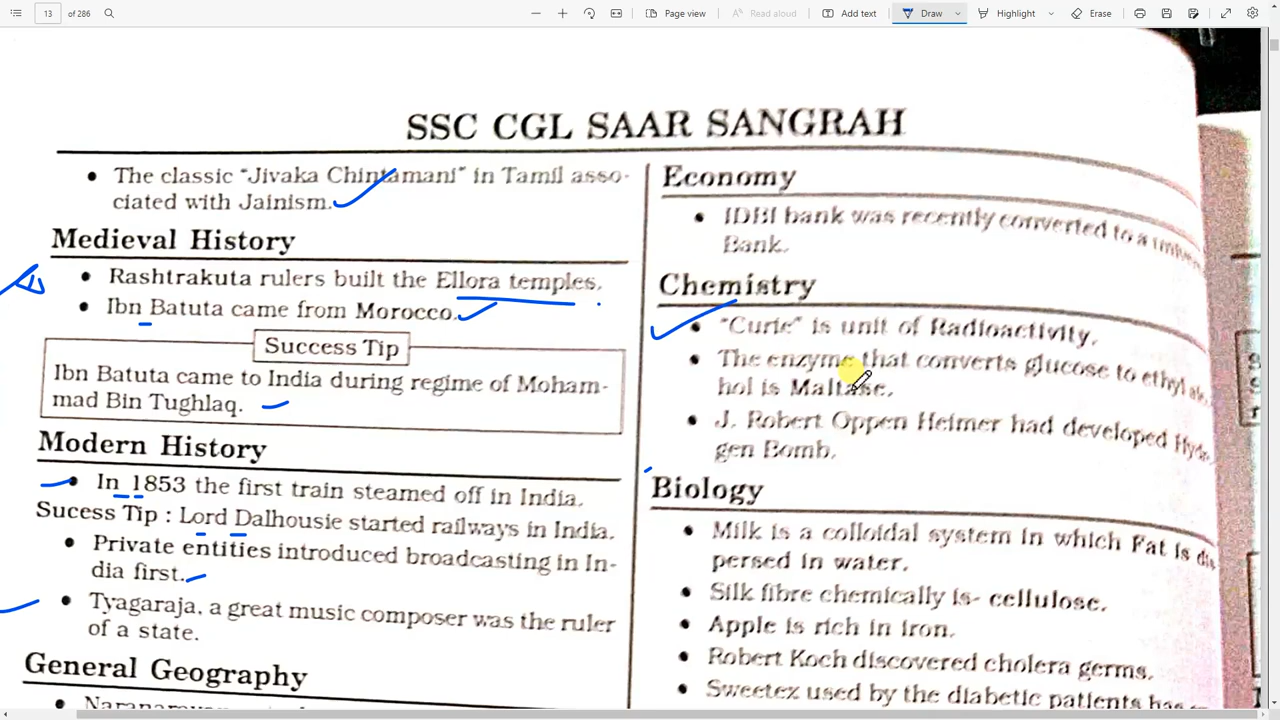 13 of 286
Page view
Read aloud
Add text
Draw
Highlight
Erase
SSC CGL SAAR SANGRAH
• The classic "Jivaka Chintamani" in Tamil asso-
ciated with Jainism.
Medieval History
• Rashtrakuta rulers built the Ellora temples.
• Ibn Batuta came from Morocco.
Success Tip
Ibn Batuta came to India during regime of Moham-
mad Bin Tughlaq.
Modern History
• In 1853 the first train steamed off in India.
Sucess Tip : Lord Dalhousie started railways in India.
• Private entities introduced broadcasting in In-
dia first.
• Tyagaraja, a great music composer was the ruler
of a state.
General Geography
Economy
• IDBI bank was recently converted to a
Bank.
Chemistry
• "Curie" is unit of Radioactivity.
• The enzyme that converts glucose to ethyl
hol is Maltase.
• J. Robert Oppen Heimer had developed Hydro
gen Bomb.
Biology
• Milk is a colloidal system in which Fat is dis
persed in water.
• Silk fibre chemically is- cellulose.
• Apple is rich in iron.
• Robert Koch discovered cholera germs.
• Sweetex used by the diabetic patients has